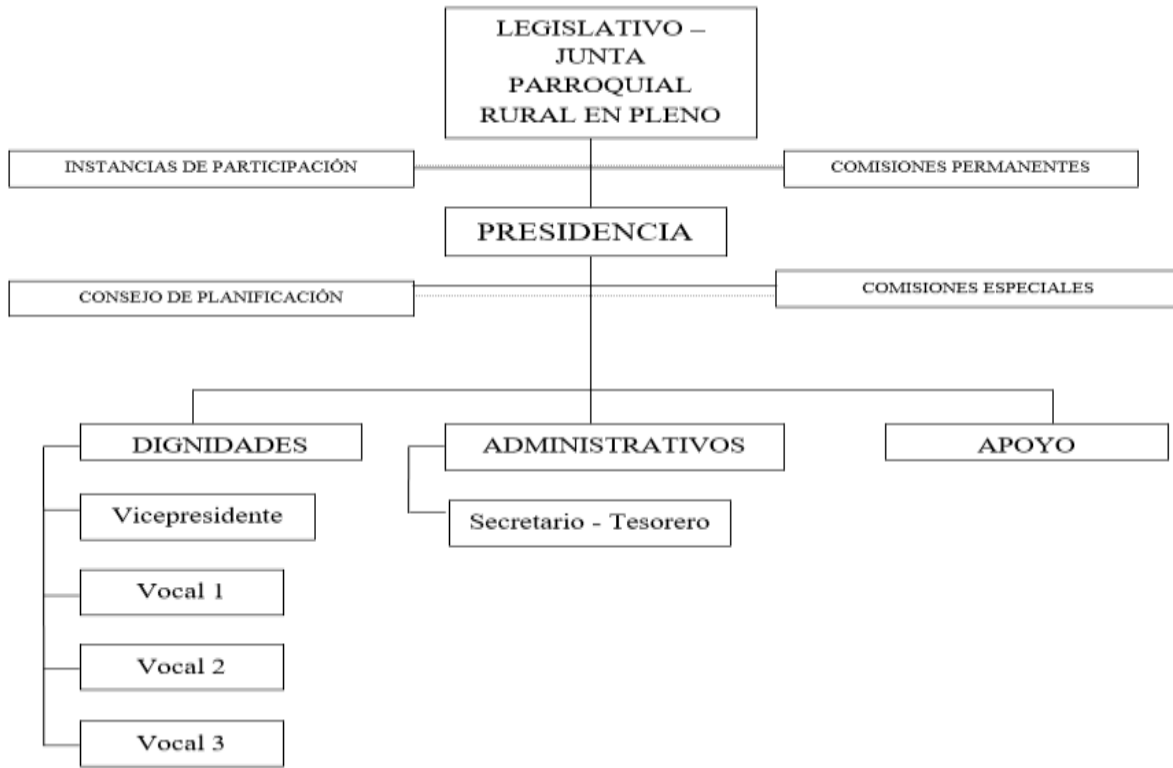 LEGISLATIVO –
JUNTA
PARROQUIAL
RURAL EN PLENO
INSTANCIAS DE PARTICIPACIÓN
COMISIONES PERMANENTES
PRESIDENCIA
CONSEJO DE PLANIFICACIÓN
COMISIONES ESPECIALES
DIGNIDADES
ADMINISTRATIVOS
APOYO
Vicepresidente
Secretario - Tesorero
Vocal 1
Vocal 2
Vocal 3